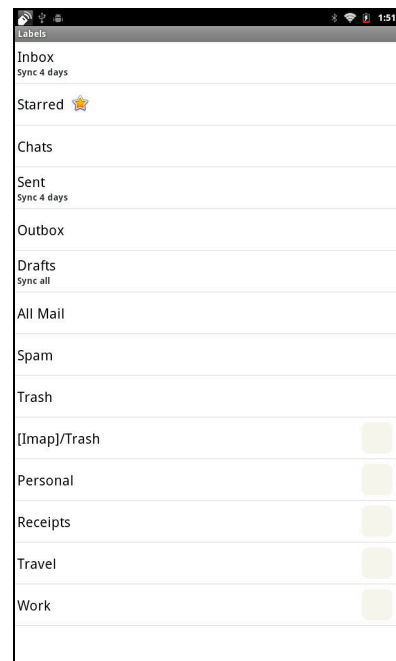 1:51
Labels
Inbox
Sync 4 days
Starred
Chats
Sent
Sync 4 days
Outbox
Drafts
Sync all
All Mail
Spam
Trash
[Imap]/Trash
Personal
Receipts
Travel
Work